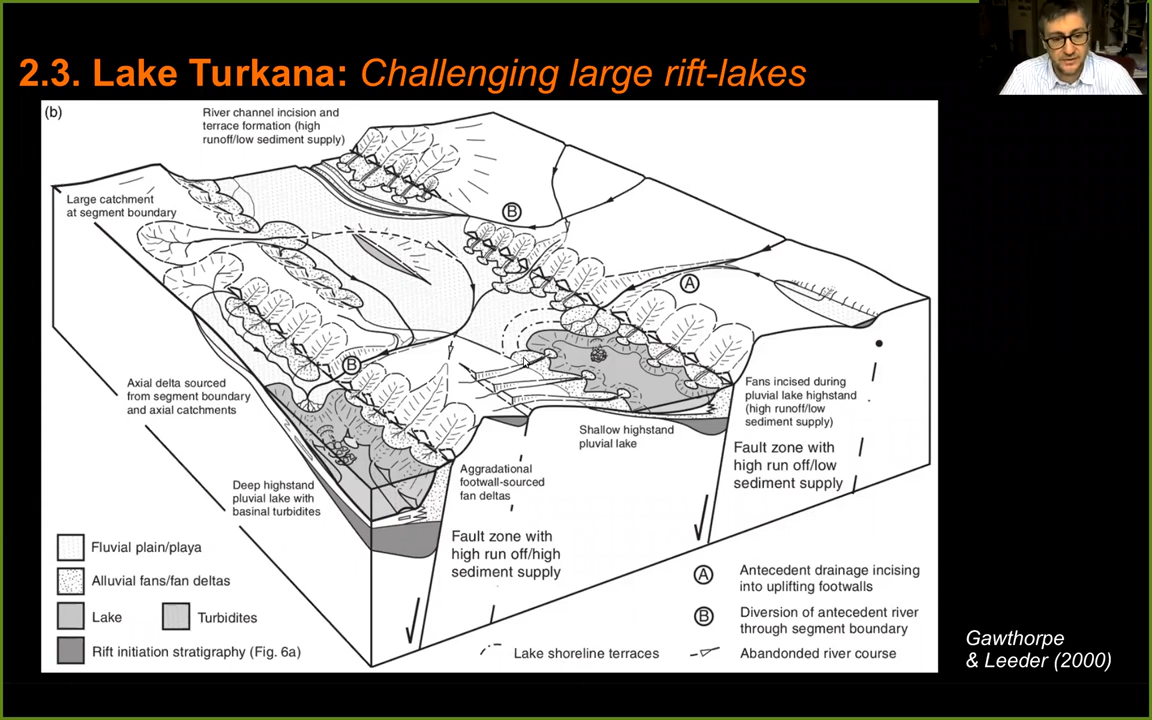 2.3. Lake Turkana: Challenging large rift-lakes
(b)
River channel incision and
terrace formation (high
runoff/low sediment supply)
Large catchment
at segment boundary
B
A
B
Axial delta sourced
from segment boundary
and axial catchments
Fans incised during
pluvial lake highstand
(high runoff/low
sediment supply)
Shallow highstand
pluvial lake
Fault zone with
high run off/low
sediment supply
Aggradational
footwall-sourced
fan deltas
Deep highstand
pluvial lake with
basinal turbidites
Fault zone with
high run off/high
sediment supply
Fluvial plain/playa
Alluvial fans/fan deltas
Lake
Turbidites
Rift initiation stratigraphy (Fig. 6a)
Lake shoreline terraces
A
Antecedent drainage incising
into uplifting footwalls
B
Diversion of antecedent river
through segment boundary
Abandonded river course
Gawthorpe
& Leeder (2000)